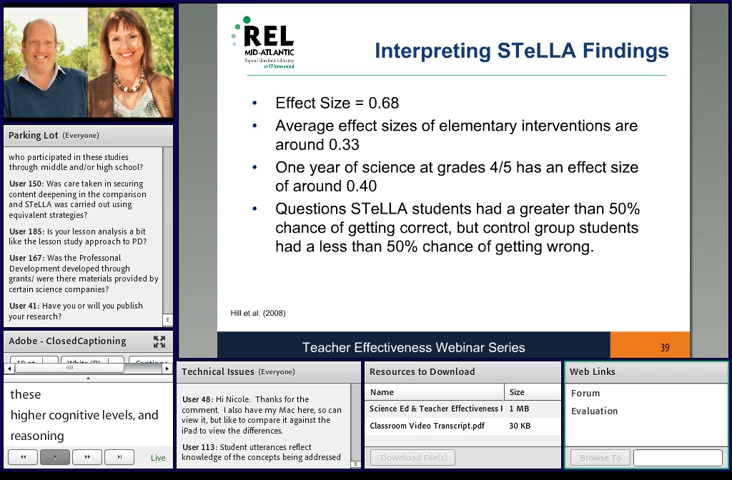 REL
MID-ATLANTIC
Interpreting STeLLA Findings
• Effect Size = 0.68
• Average effect sizes of elementary interventions are
around 0.33
• One year of science at grades 4/5 has an effect size
of around 0.40
• Questions STeLLA students had a greater than 50%
chance of getting correct, but control group students
had a less than 50% chance of getting wrong.
Hill et al. (2008)
Teacher Effectiveness Webinar Series
39
Parking Lot (Everyone)
who participated in these studies
through middle and/or high school?
User 150: Was care taken in securing
content deepening in the comparison
and STeLLA was carried out using
equivalent strategies?
User 185: Is your lesson analysis a bit
like the lesson study approach to PD?
User 167: Was the Professonal
Development developed through
grants/ were there materials provided by
certain science companies?
User 41: Have you or will you publish
your research?
Adobe - ClosedCaptioning
these
higher cognitive levels, and
reasoning
Live
Technical Issues (Everyone)
User 48: Hi Nicole. Thanks for the
comment. I also have my Mac here, so can
view it, but like to compare it against the
iPad to view the differences.
User 113: Student utterances reflect
knowledge of the concepts being addressed
Resources to Download
Name Size
Science Ed & Teacher Effectiveness 1 MB
Classroom Video Transcript.pdf 30 KB
Download File(s)
Web Links
Forum
Evaluation
Browse To